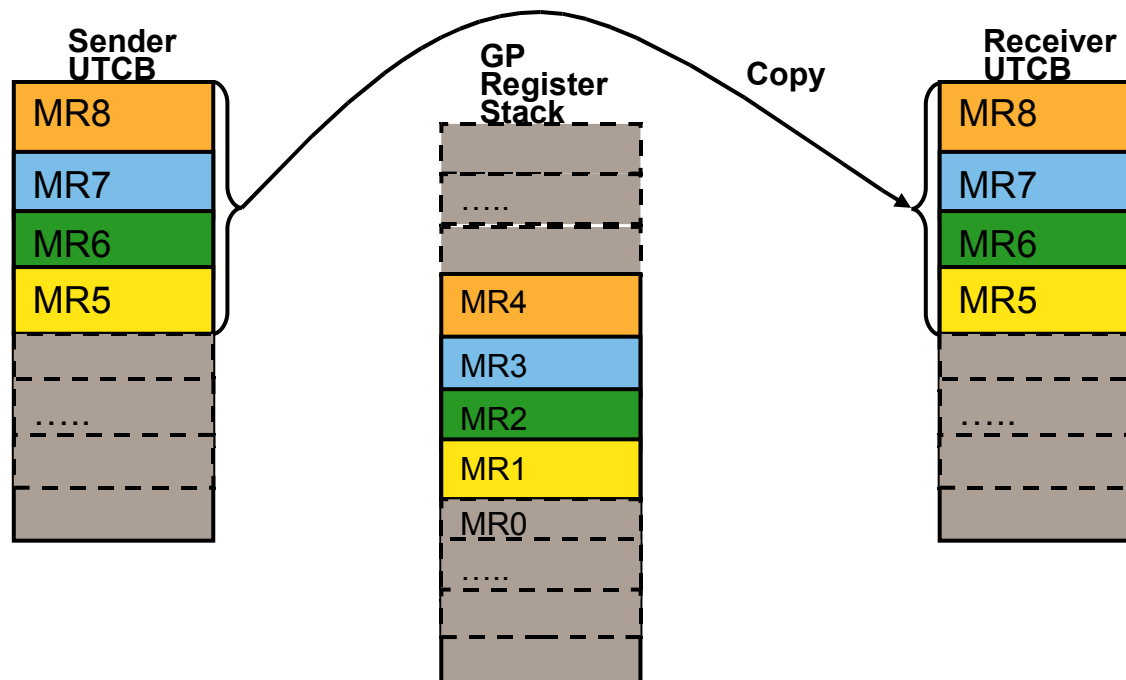 Sender
UTCB
MR8
MR7
MR6
MR5
.....
GP
Register
Stack
.....
MR4
MR3
MR2
MR1
MR0
.....
Copy
Receiver
UTCB
MR8
MR7
MR6
MR5
.....